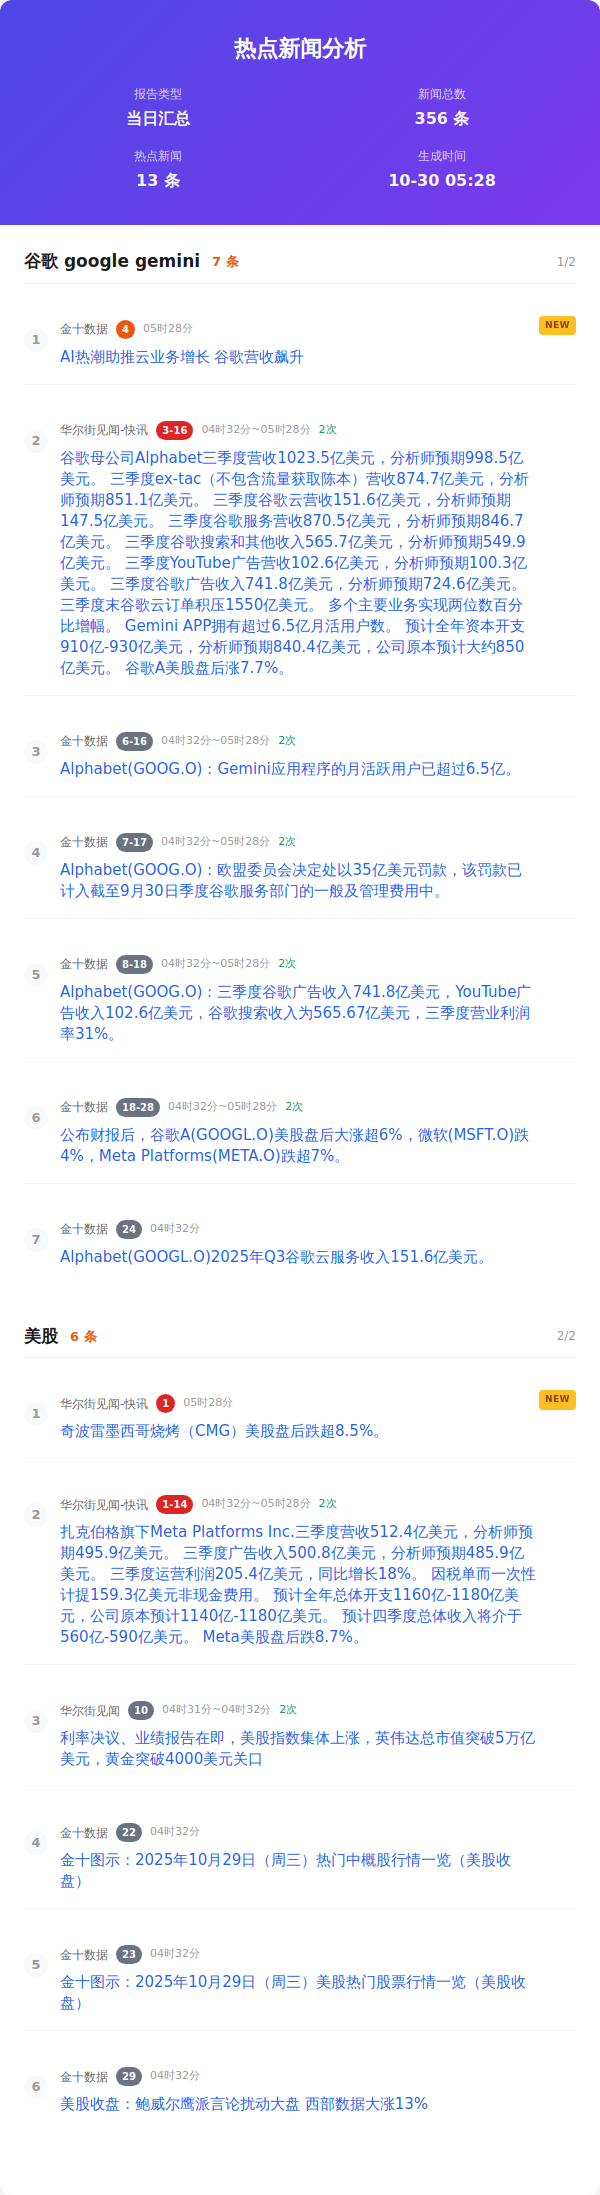 热点新闻分析
报告类型
新闻总数
当日汇总
356 条
热点新闻
生成时间
13 条
10-30 05:28
谷歌 google gemini 7 条 1/2
NEW
1
金十数据 4 05时28分
AI热潮助推云业务增长 谷歌营收飙升
2
华尔街见闻-快讯 3-16 04时32分~05时28分 2次
谷歌母公司Alphabet三季度营收1023.5亿美元，分析师预期998.5亿
美元。 三季度ex-tac（不包含流量获取陈本）营收874.7亿美元，分析
师预期851.1亿美元。 三季度谷歌云营收151.6亿美元，分析师预期
147.5亿美元。 三季度谷歌服务营收870.5亿美元，分析师预期846.7
亿美元。 三季度谷歌搜索和其他收入565.7亿美元，分析师预期549.9
亿美元。 三季度YouTube广告营收102.6亿美元，分析师预期100.3亿
美元。 三季度谷歌广告收入741.8亿美元，分析师预期724.6亿美元。
三季度末谷歌云订单积压1550亿美元。 多个主要业务实现两位数百分
比增幅。 Gemini APP拥有超过6.5亿月活用户数。 预计全年资本开支
910亿-930亿美元，分析师预期840.4亿美元，公司原本预计大约850
亿美元。 谷歌A美股盘后涨7.7%。
3
金十数据 6-16 04时32分~05时28分 2次
Alphabet(GOOG.O)：Gemini应用程序的月活跃用户已超过6.5亿。
4
金十数据 7-17 04时32分~05时28分 2次
Alphabet(GOOG.O)：欧盟委员会决定处以35亿美元罚款，该罚款已
计入截至9月30日季度谷歌服务部门的一般及管理费用中。
5
金十数据 8-18 04时32分~05时28分 2次
Alphabet(GOOG.O)：三季度谷歌广告收入741.8亿美元，YouTube广
告收入102.6亿美元，谷歌搜索收入为565.67亿美元，三季度营业利润
率31%。
6
金十数据 18-28 04时32分~05时28分 2次
公布财报后，谷歌A(GOOGL.O)美股盘后大涨超6%，微软(MSFT.O)跌
4%，Meta Platforms(META.O)跌超7%。
7
金十数据 24 04时32分
Alphabet(GOOGL.O)2025年Q3谷歌云服务收入151.6亿美元。
美股 6 条 2/2
NEW
1
华尔街见闻-快讯 1 05时28分
奇波雷墨西哥烧烤（CMG）美股盘后跌超8.5%。
2
华尔街见闻-快讯 1-14 04时32分~05时28分 2次
扎克伯格旗下Meta Platforms Inc.三季度营收512.4亿美元，分析师预
期495.9亿美元。 三季度广告收入500.8亿美元，分析师预期485.9亿
美元。 三季度运营利润205.4亿美元，同比增长18%。 因税单而一次性
计提159.3亿美元非现金费用。 预计全年总体开支1160亿-1180亿美
元，公司原本预计1140亿-1180亿美元。 预计四季度总体收入将介于
560亿-590亿美元。 Meta美股盘后跌8.7%。
3
华尔街见闻 10 04时31分~04时32分 2次
利率决议、业绩报告在即，美股指数集体上涨，英伟达总市值突破5万亿
美元，黄金突破4000美元关口
4
金十数据 22 04时32分
金十图示：2025年10月29日（周三）热门中概股行情一览（美股收
盘）
5
金十数据 23 04时32分
金十图示：2025年10月29日（周三）美股热门股票行情一览（美股收
盘）
6
金十数据 29 04时32分
美股收盘：鲍威尔鹰派言论扰动大盘 西部数据大涨13%